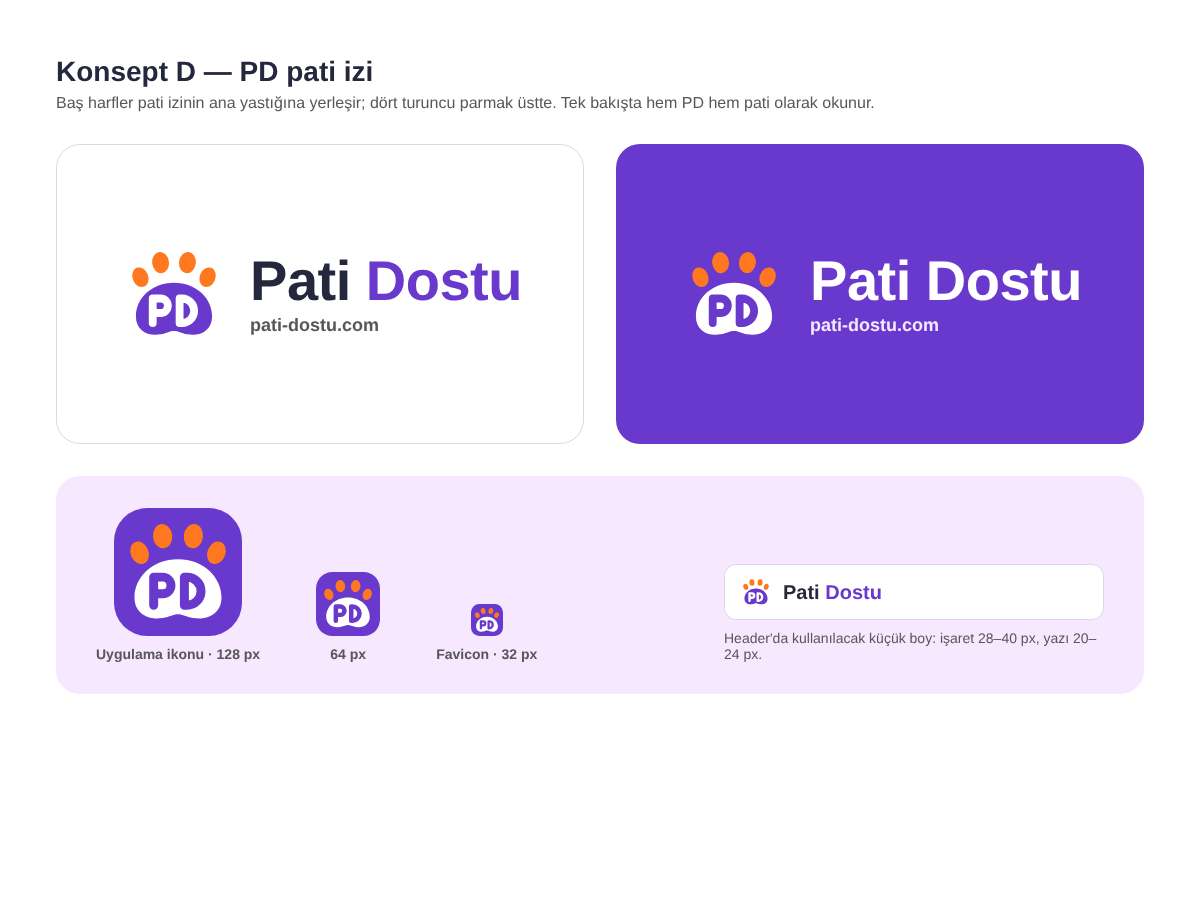 Konsept D — PD pati izi
Baş harfler pati izinin ana yastığına yerleşir; dört turuncu parmak üstte. Tek bakışta hem PD hem pati olarak okunur.
PD
Pati Dostu
pati-dostu.com
PD
Pati Dostu
pati-dostu.com
PD
Uygulama ikonu · 128 px
PD
64 px
PD
Favicon · 32 px
PD
Pati Dostu
Header'da kullanılacak küçük boy: işaret 28–40 px, yazı 20–
24 px.